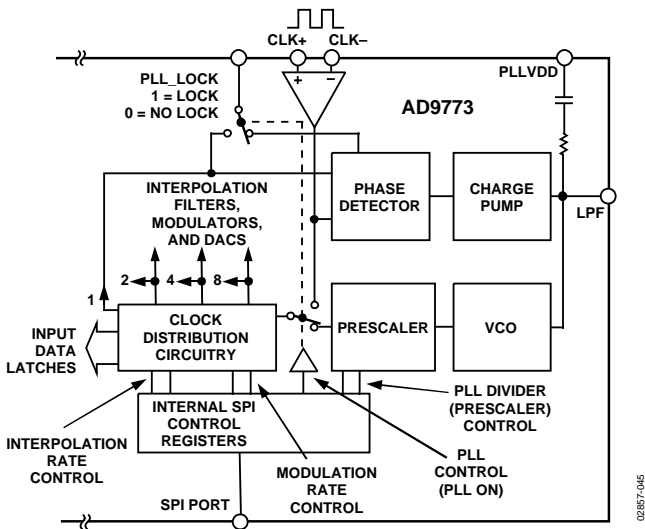 CLK+ CLK–
PLLVDD
PLL_LOCK
1 = LOCK
0 = NO LOCK
+ –
AD9773
INTERPOLATION
FILTERS,
MODULATORS,
AND DACS
PHASE
DETECTOR
CHARGE
PUMP
LPF
2 4 8
1
CLOCK
DISTRIBUTION
CIRCUITRY
PRESCALER
VCO
INPUT
DATA
LATCHES
INTERNAL SPI
CONTROL
REGISTERS
PLL DIVIDER
(PRESCALER)
CONTROL
INTERPOLATION
RATE
CONTROL
MODULATION
RATE
CONTROL
PLL
CONTROL
(PLL ON)
SPI PORT
02857-045